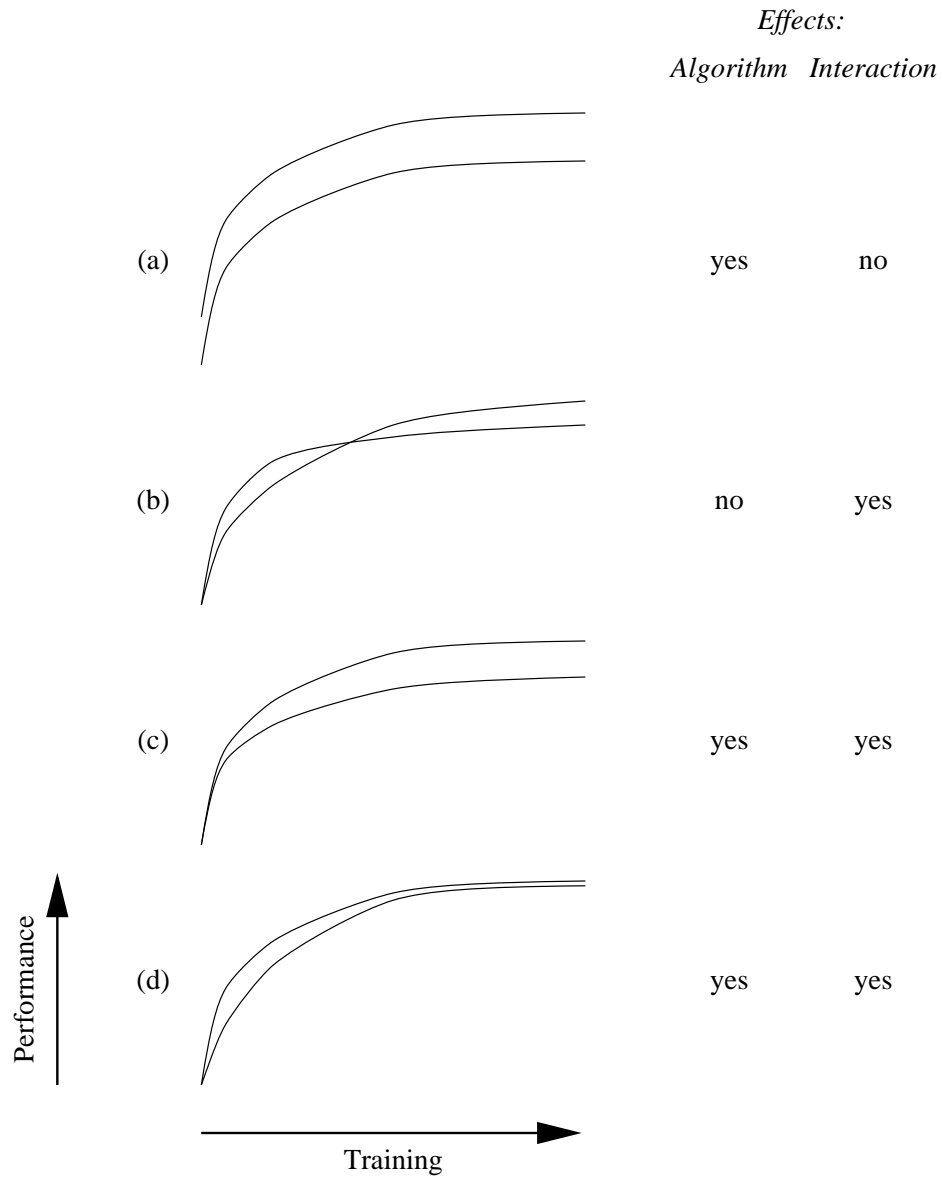 Effects:
Algorithm Interaction
(a) yes no
(b) no yes
(c) yes yes
(d) yes yes
Performance
Training